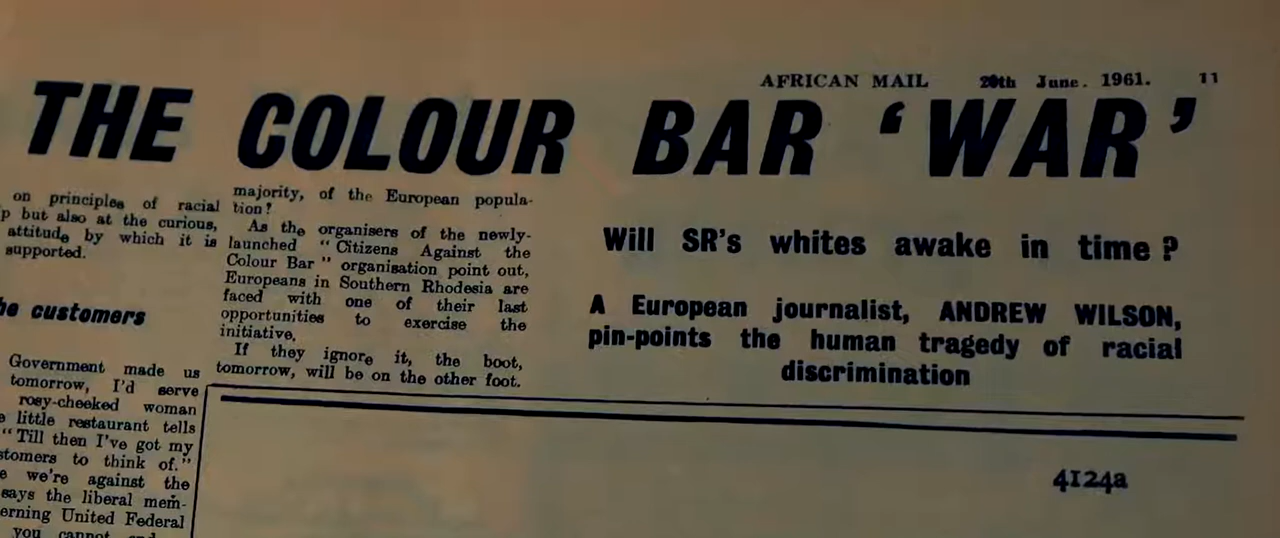 AFRICAN MAIL 20th June. 1961. 11
THE COLOUR BAR ‘WAR’
on principles of racial
p but also at the curious,
attitude by which it is
supported.
he customers
Government made us
tomorrow, I'd serve
rosy-cheeked woman
e little restaurant tells
"Till then I've got my
stomers to think of."
e we're against the
says the liberal mem-
erning United Federal
you cannot
majority, of the European popula-
tion?
As the organisers of the newly-
launched "Citizens Against the
Colour Bar" organisation point out,
Europeans in Southern Rhodesia are
faced with one of their last
opportunities to exercise the
initiative.
If they ignore it, the boot,
tomorrow, will be on the other foot.
Will SR's whites awake in time?
A European journalist, ANDREW WILSON,
pin-points the human tragedy of racial
discrimination
4124a